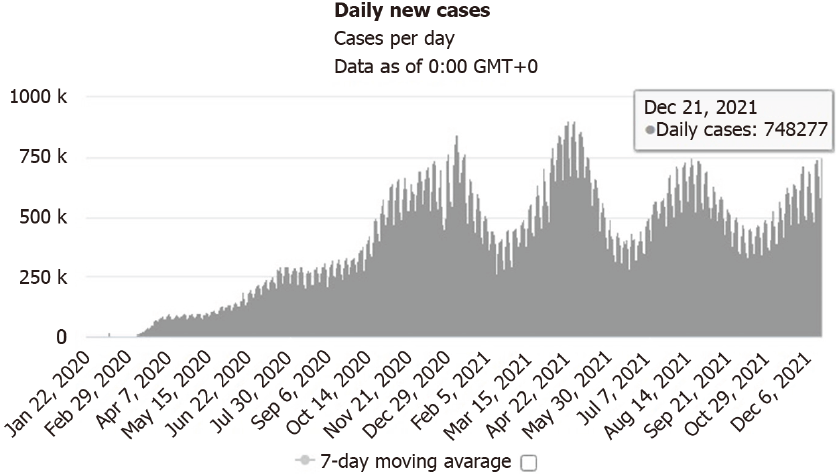 Daily new cases
Cases per day
Data as of 0:00 GMT+0
1000 k
Dec 21, 2021
Daily cases: 748277
750 k
500 k
250 k
0
Jan 22, 2020
Feb 29, 2020
Apr 7, 2020
May 15, 2020
Jun 22, 2020
Jul 30, 2020
Sep 6, 2020
Oct 14, 2020
Nov 21, 2020
Dec 29, 2020
Feb 5, 2021
Mar 15, 2021
Apr 22, 2021
May 30, 2021
Jul 7, 2021
Aug 14, 2021
Sep 21, 2021
Oct 29, 2021
Dec 6, 2021
7-day moving avarage